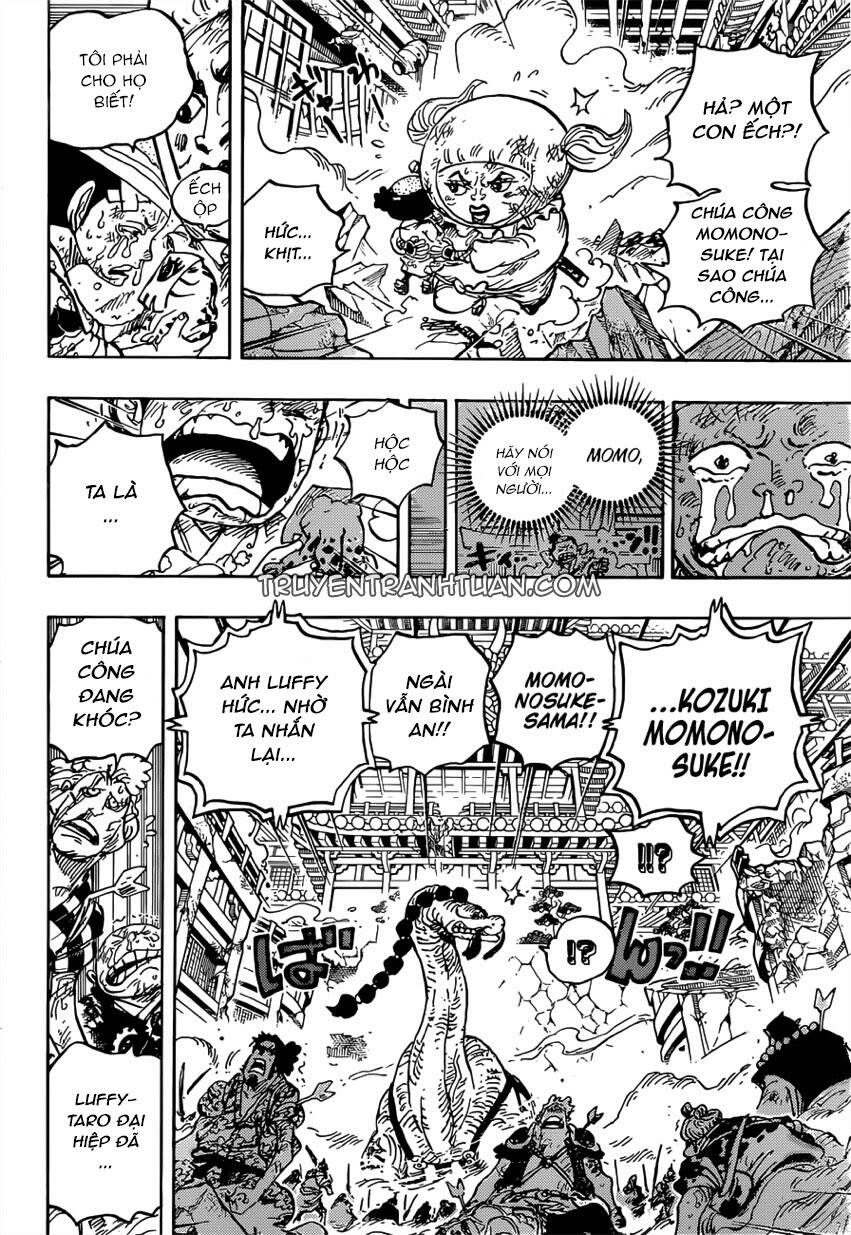 HẢ? MỘT
CON ẾCH?!
CHÚA CÔNG
MOMONO-
SUKE! TẠI
SAO CHÚA
CÔNG...
HỨC...
KHỊT...
TÔI PHẢI
CHO HỌ
BIẾT!
ẾCH
ỘP
MOMO,
HÃY NÓI
VỚI MỌI
NGƯỜI...
HỘC
HỘC
TA LÀ
...
TRUYENTRANHTUAN.COM
...KOZUKI
MOMONO-
SUKE!!
MOMO-
NOSUKE-
SAMA!!
NGÀI
VẪN BÌNH
AN!!
ANH LUFFY
HỨC... NHỜ
TA NHẮN
LẠI...
!!?
!?
ばんっ!!
CHÚA
CÔNG
ĐANG
KHÓC?
LUFFY-
TARO ĐẠI
HIỆP ĐÃ
...